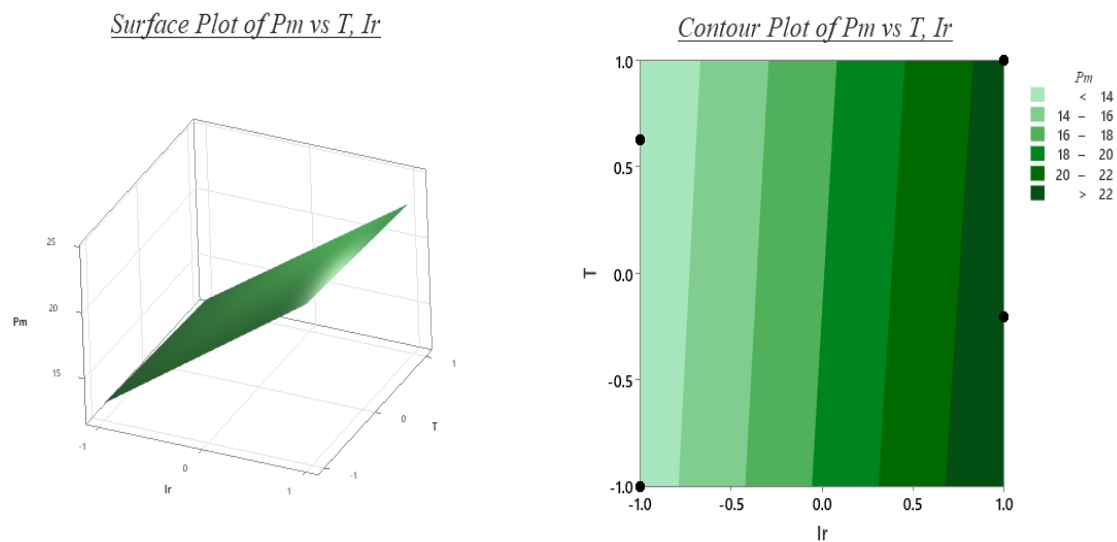 Surface Plot of Pm vs T, Ir
25
20
15
Pm
-1
0
1
Ir
-1
0
1
T
Contour Plot of Pm vs T, Ir
1.0
0.5
0.0
-0.5
-1.0
T
-1.0
-0.5
0.0
0.5
1.0
Ir
Pm
< 14
14 – 16
16 – 18
18 – 20
20 – 22
> 22